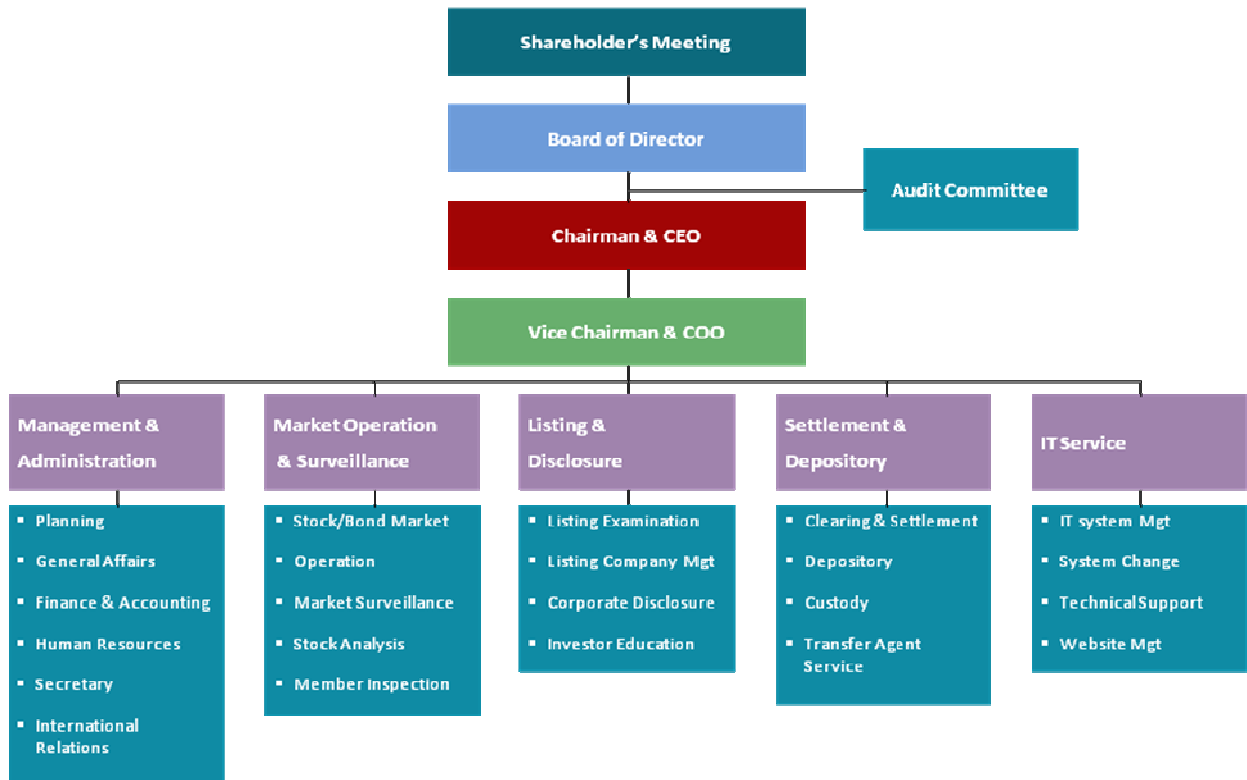 Shareholder's Meeting
Board of Director
Audit Committee
Chairman & CEO
Vice Chairman & COO
Management &
Administration
▪ Planning
▪ General Affairs
▪ Finance & Accounting
▪ Human Resources
▪ Secretary
▪ International
Relations
Market Operation
& Surveillance
▪ Stock/Bond Market
▪ Operation
▪ Market Surveillance
▪ Stock Analysis
▪ Member Inspection
Listing &
Disclosure
▪ Listing Examination
▪ Listing Company Mgt
▪ Corporate Disclosure
▪ Investor Education
Settlement &
Depository
▪ Clearing & Settlement
▪ Depository
▪ Custody
▪ Transfer Agent
Service
IT Service
▪ IT system Mgt
▪ System Change
▪ Technical Support
▪ Website Mgt